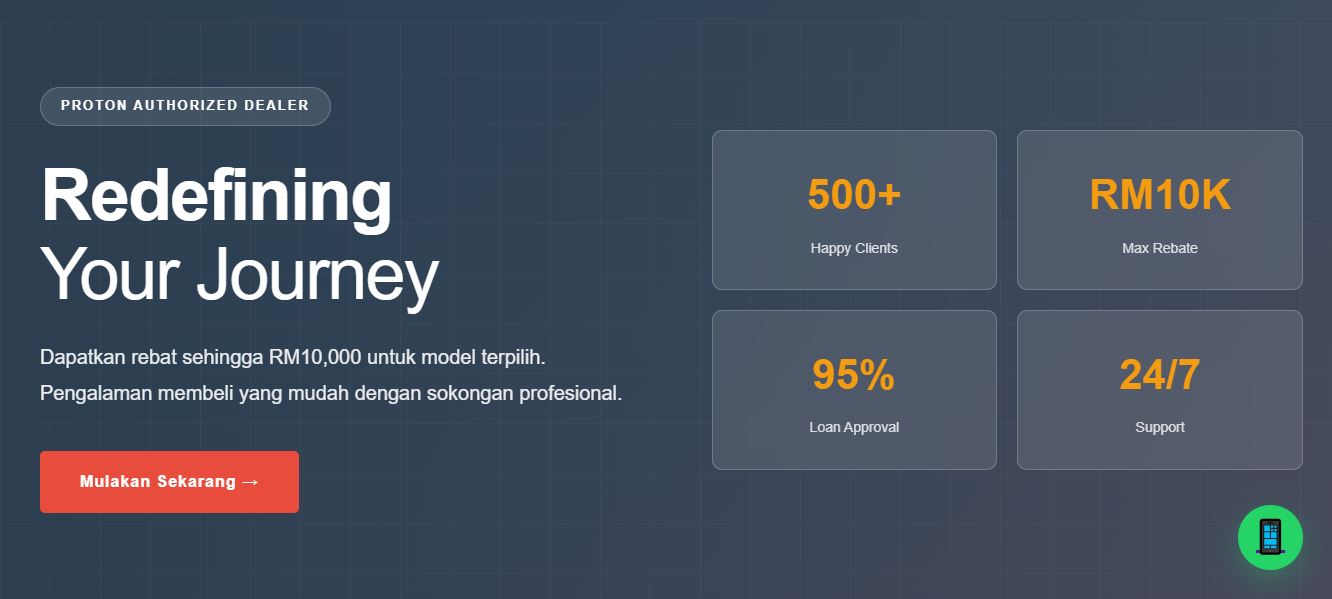 PROTON AUTHORIZED DEALER
Redefining
Your Journey
Dapatkan rebat sehingga RM10,000 untuk model terpilih.
Pengalaman membeli yang mudah dengan sokongan profesional.
Mulakan Sekarang →
500+
Happy Clients
RM10K
Max Rebate
95%
Loan Approval
24/7
Support